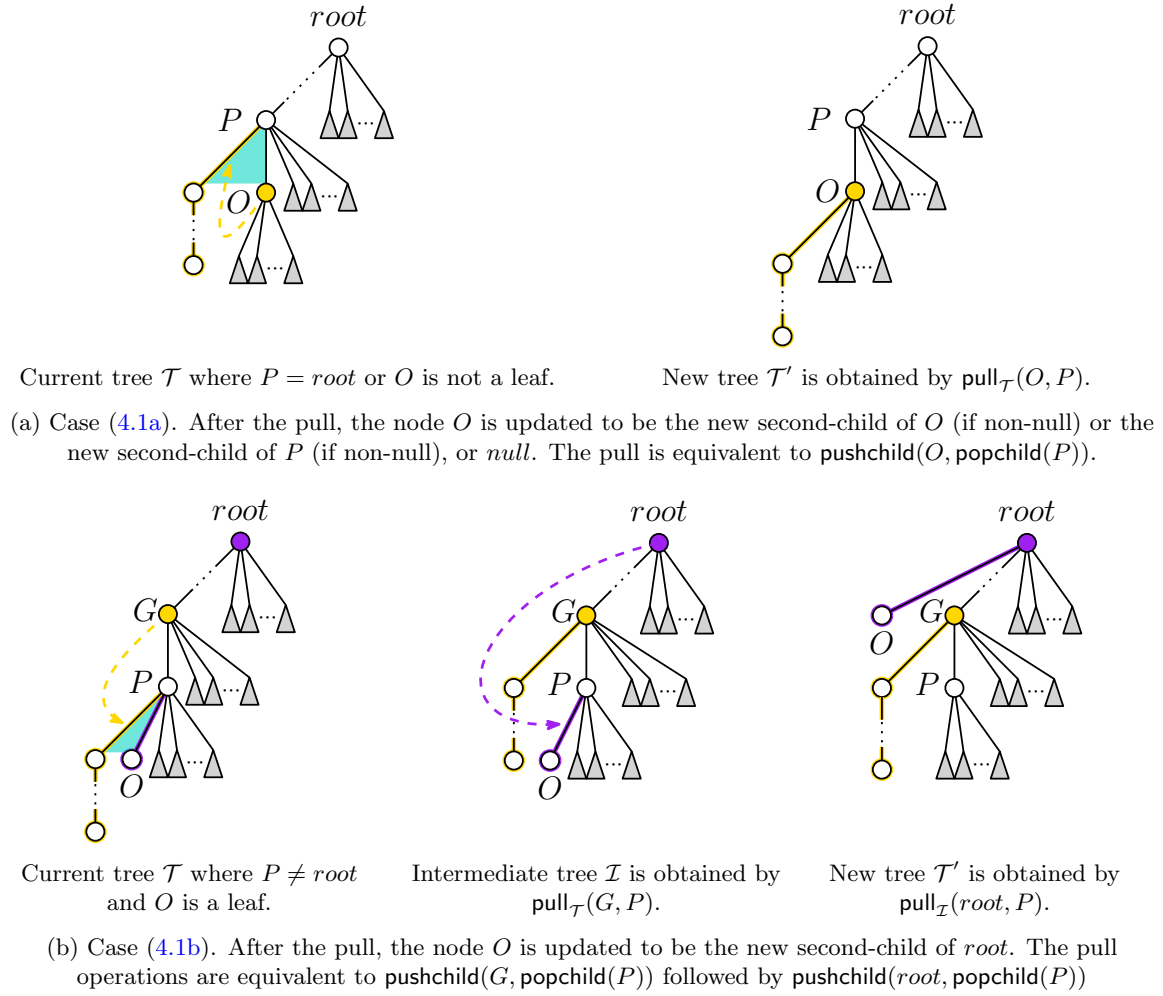 root
P
O
...
...
...
root
P
O
...
...
...
Current tree 𝒯 where P = root or O is not a leaf.
New tree 𝒯′ is obtained by pull_𝒯(O, P).
(a) Case (4.1a). After the pull, the node O is updated to be the new second-child of O (if non-null) or the
new second-child of P (if non-null), or null. The pull is equivalent to pushchild(O, popchild(P)).
root
G
P
O
...
...
...
root
G
P
O
...
...
...
root
O
G
P
...
...
...
Current tree 𝒯 where P ≠ root
and O is a leaf.
Intermediate tree ℐ is obtained by
pull_𝒯(G, P).
New tree 𝒯′ is obtained by
pull_ℐ(root, P).
(b) Case (4.1b). After the pull, the node O is updated to be the new second-child of root. The pull
operations are equivalent to pushchild(G, popchild(P)) followed by pushchild(root, popchild(P))